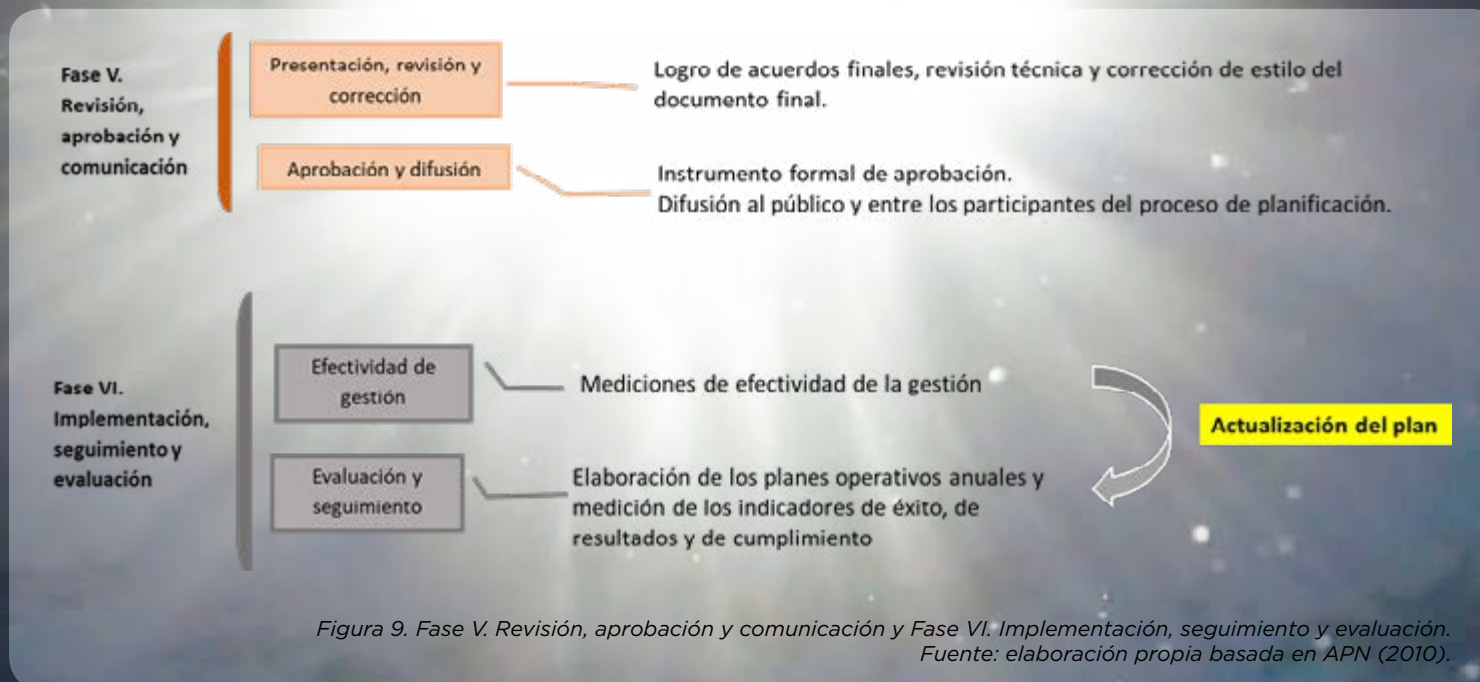 Fase V.
Revisión,
aprobación y
comunicación
Presentación, revisión y
corrección
Logro de acuerdos finales, revisión técnica y corrección de estilo del
documento final.
Aprobación y difusión
Instrumento formal de aprobación.
Difusión al público y entre los participantes del proceso de planificación.
Fase VI.
Implementación,
seguimiento y
evaluación
Efectividad de
gestión
Mediciones de efectividad de la gestión
Evaluación y
seguimiento
Elaboración de los planes operativos anuales y
medición de los indicadores de éxito, de
resultados y de cumplimiento
Actualización del plan
Figura 9. Fase V. Revisión, aprobación y comunicación y Fase VI. Implementación, seguimiento y evaluación.
Fuente: elaboración propia basada en APN (2010).